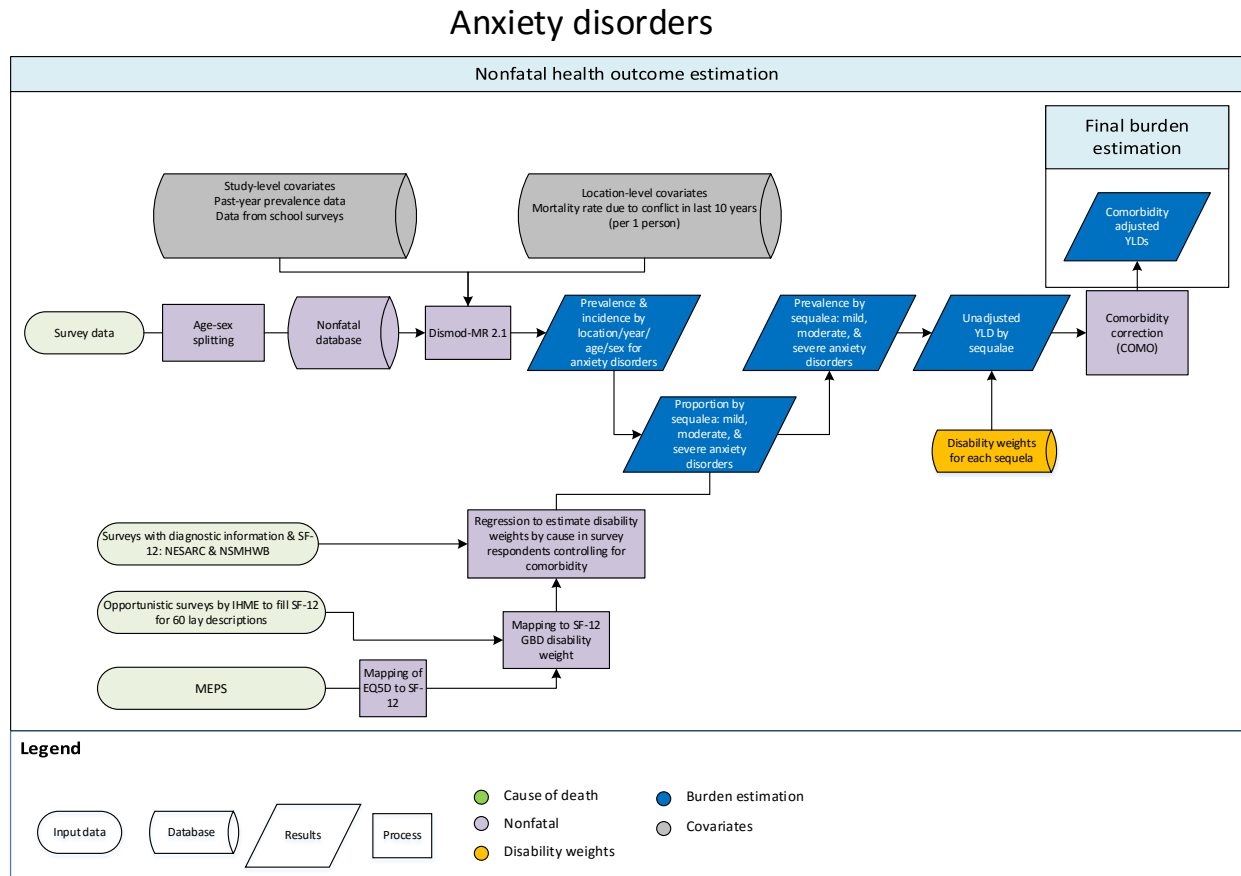 Anxiety disorders
Nonfatal health outcome estimation
Final burden
estimation
Study-level covariates
Past-year prevalence data
Data from school surveys
Location-level covariates
Mortality rate due to conflict in last 10 years
(per 1 person)
Comorbidity
adjusted
YLDs
Survey data
Age-sex
splitting
Nonfatal
database
Dismod-MR 2.1
Prevalence &
incidence by
location/year/
age/sex for
anxiety disorders
Prevalence by
sequalea: mild,
moderate, &
severe anxiety
disorders
Unadjusted
YLD by
sequalae
Comorbidity
correction
(COMO)
Proportion by
sequalea: mild,
moderate, &
severe anxiety
disorders
Disability weights
for each sequela
Surveys with diagnostic information & SF-
12: NESARC & NSMHWB
Regression to estimate disability
weights by cause in survey
respondents controlling for
comorbidity
Opportunistic surveys by IHME to fill SF-12
for 60 lay descriptions
Mapping to SF-12
GBD disability
weight
MEPS
Mapping of
EQ5D to SF-
12
Legend
Input data
Database
Results
Process
Cause of death
Nonfatal
Disability weights
Burden estimation
Covariates